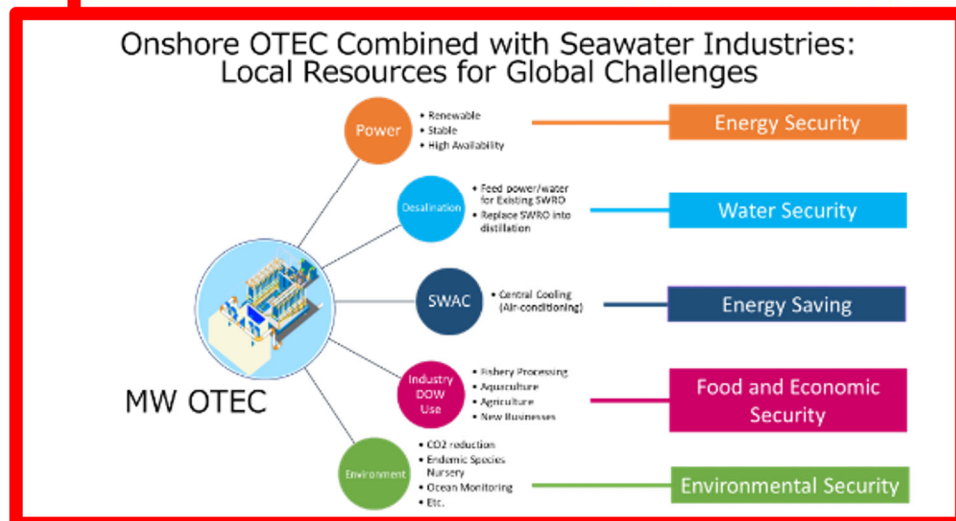 Onshore OTEC Combined with Seawater Industries:
Local Resources for Global Challenges
Power
• Renewable
• Stable
• High Availability
Energy Security
Desalination
• Feed power/water
for Existing SWRO
• Replace SWRO into
distillation
Water Security
SWAC
• Central Cooling
(Air-conditioning)
Energy Saving
MW OTEC
Industry
DOW
Use
• Fishery Processing
• Aquaculture
• Agriculture
• New Businesses
Food and Economic
Security
Environment
• CO2 reduction
• Endemic Species
Nursery
• Ocean Monitoring
• Etc.
Environmental Security